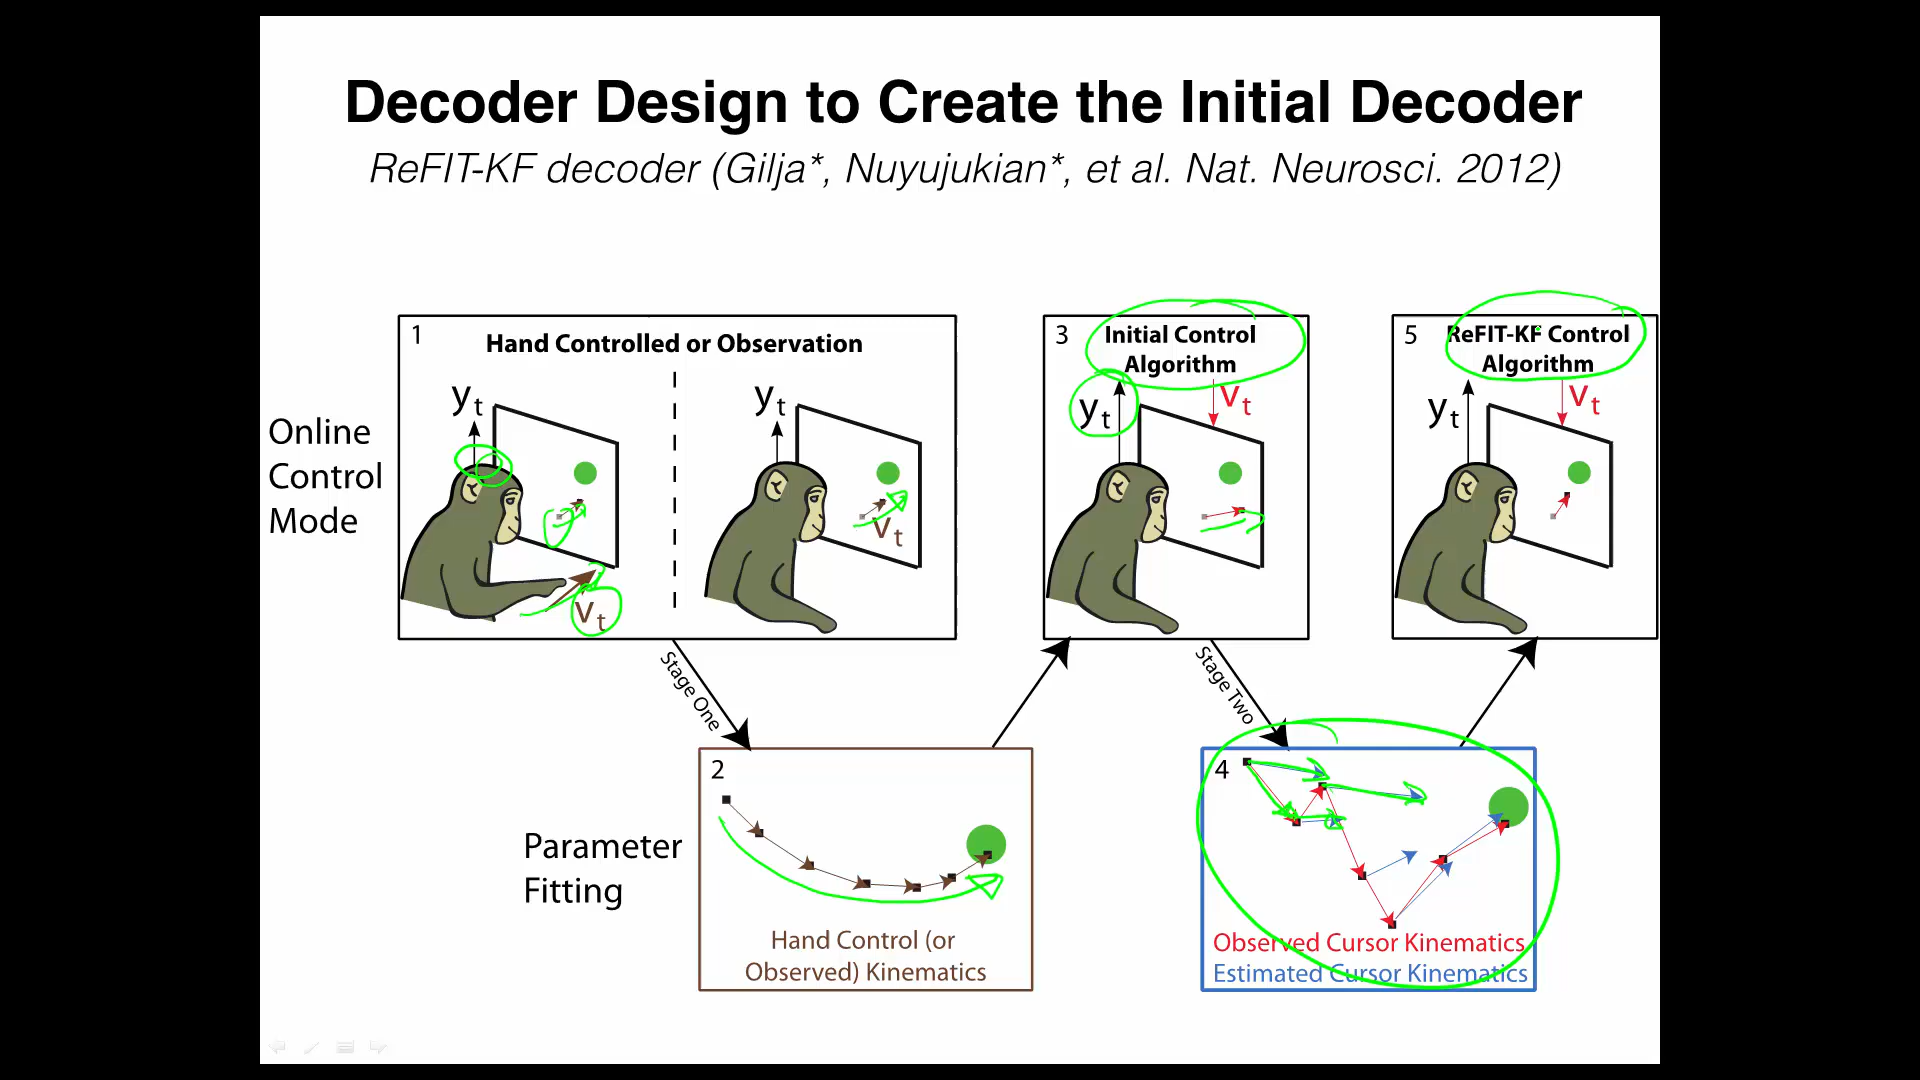 Decoder Design to Create the Initial Decoder
ReFIT-KF decoder (Gilja*, Nuyujukian*, et al. Nat. Neurosci. 2012)
Online
Control
Mode
1
Hand Controlled or Observation
yt
vt
yt
vt
3
Initial Control
Algorithm
yt
vt
5
ReFIT-KF Control
Algorithm
yt
vt
Stage One
Stage Two
Parameter
Fitting
2
Hand Control (or
Observed) Kinematics
4
Observed Cursor Kinematics
Estimated Cursor Kinematics